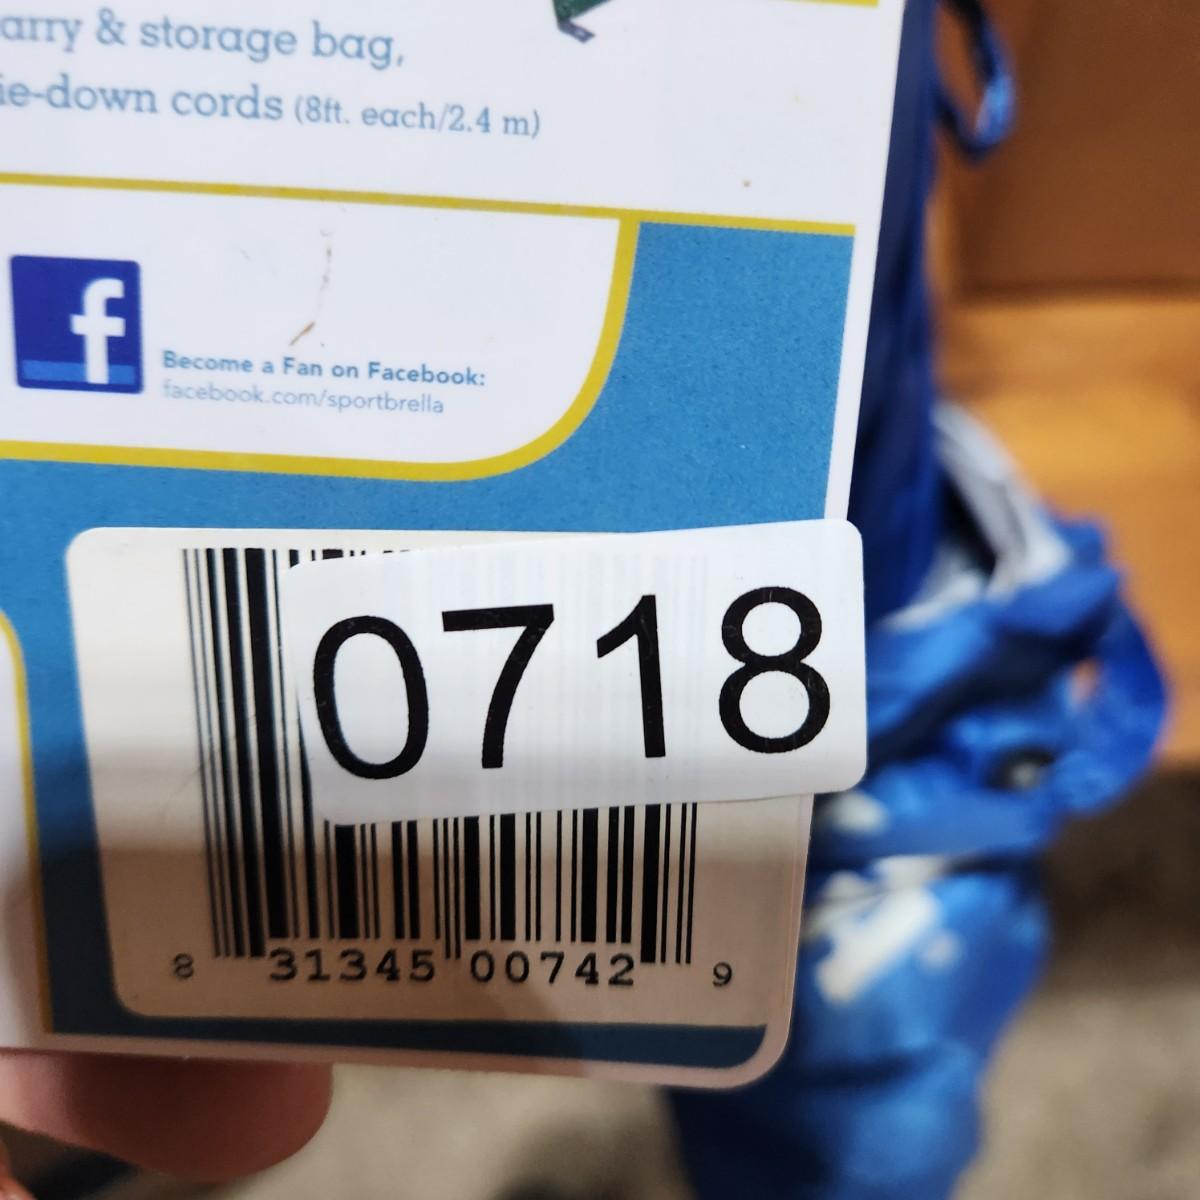 arry & storage bag,
ie-down cords (8ft. each/2.4 m)
f
Become a Fan on Facebook:
facebook.com/sportbrella
0718
8 31345 00742 9